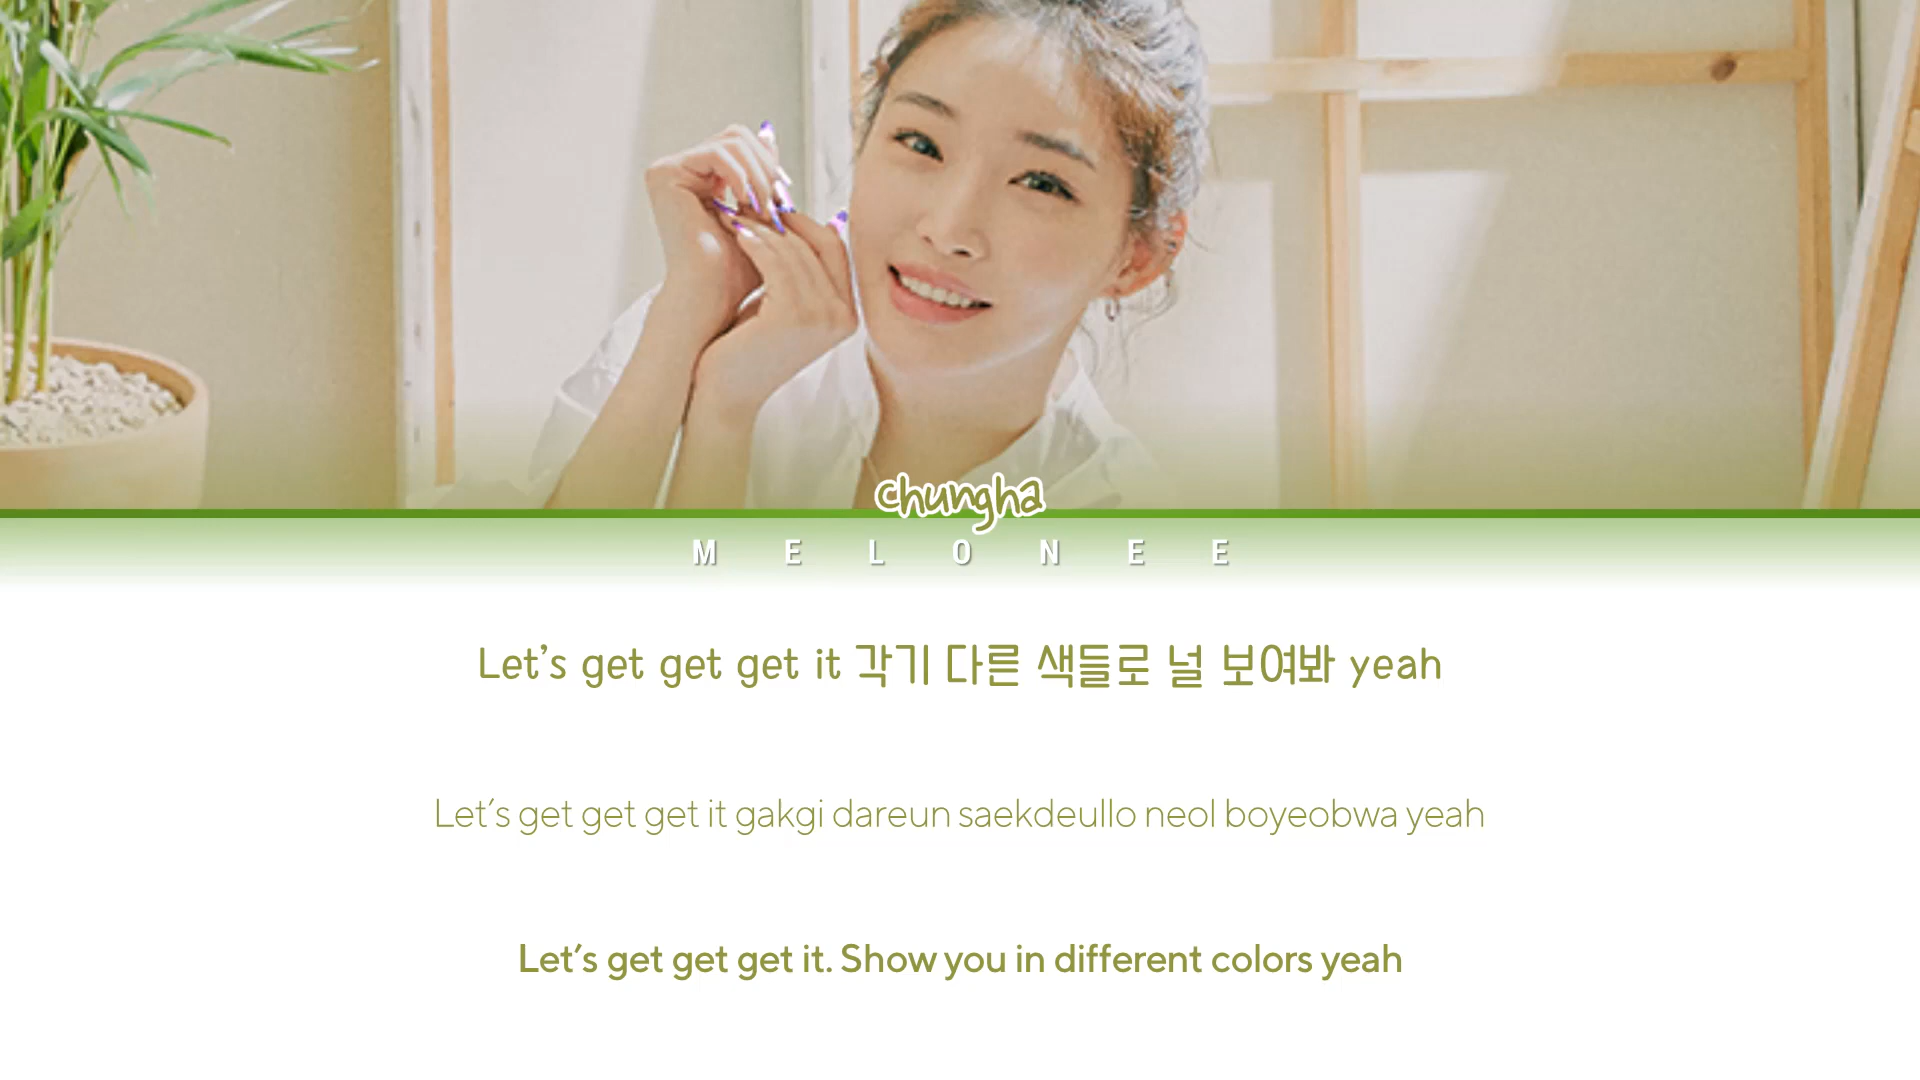 chungha
MELONEE
Let's get get get it 각기 다른 색들로 널 보여봐 yeah
Let's get get get it gakgi dareun saekdeullo neol boyeobwa yeah
Let's get get get it. Show you in different colors yeah